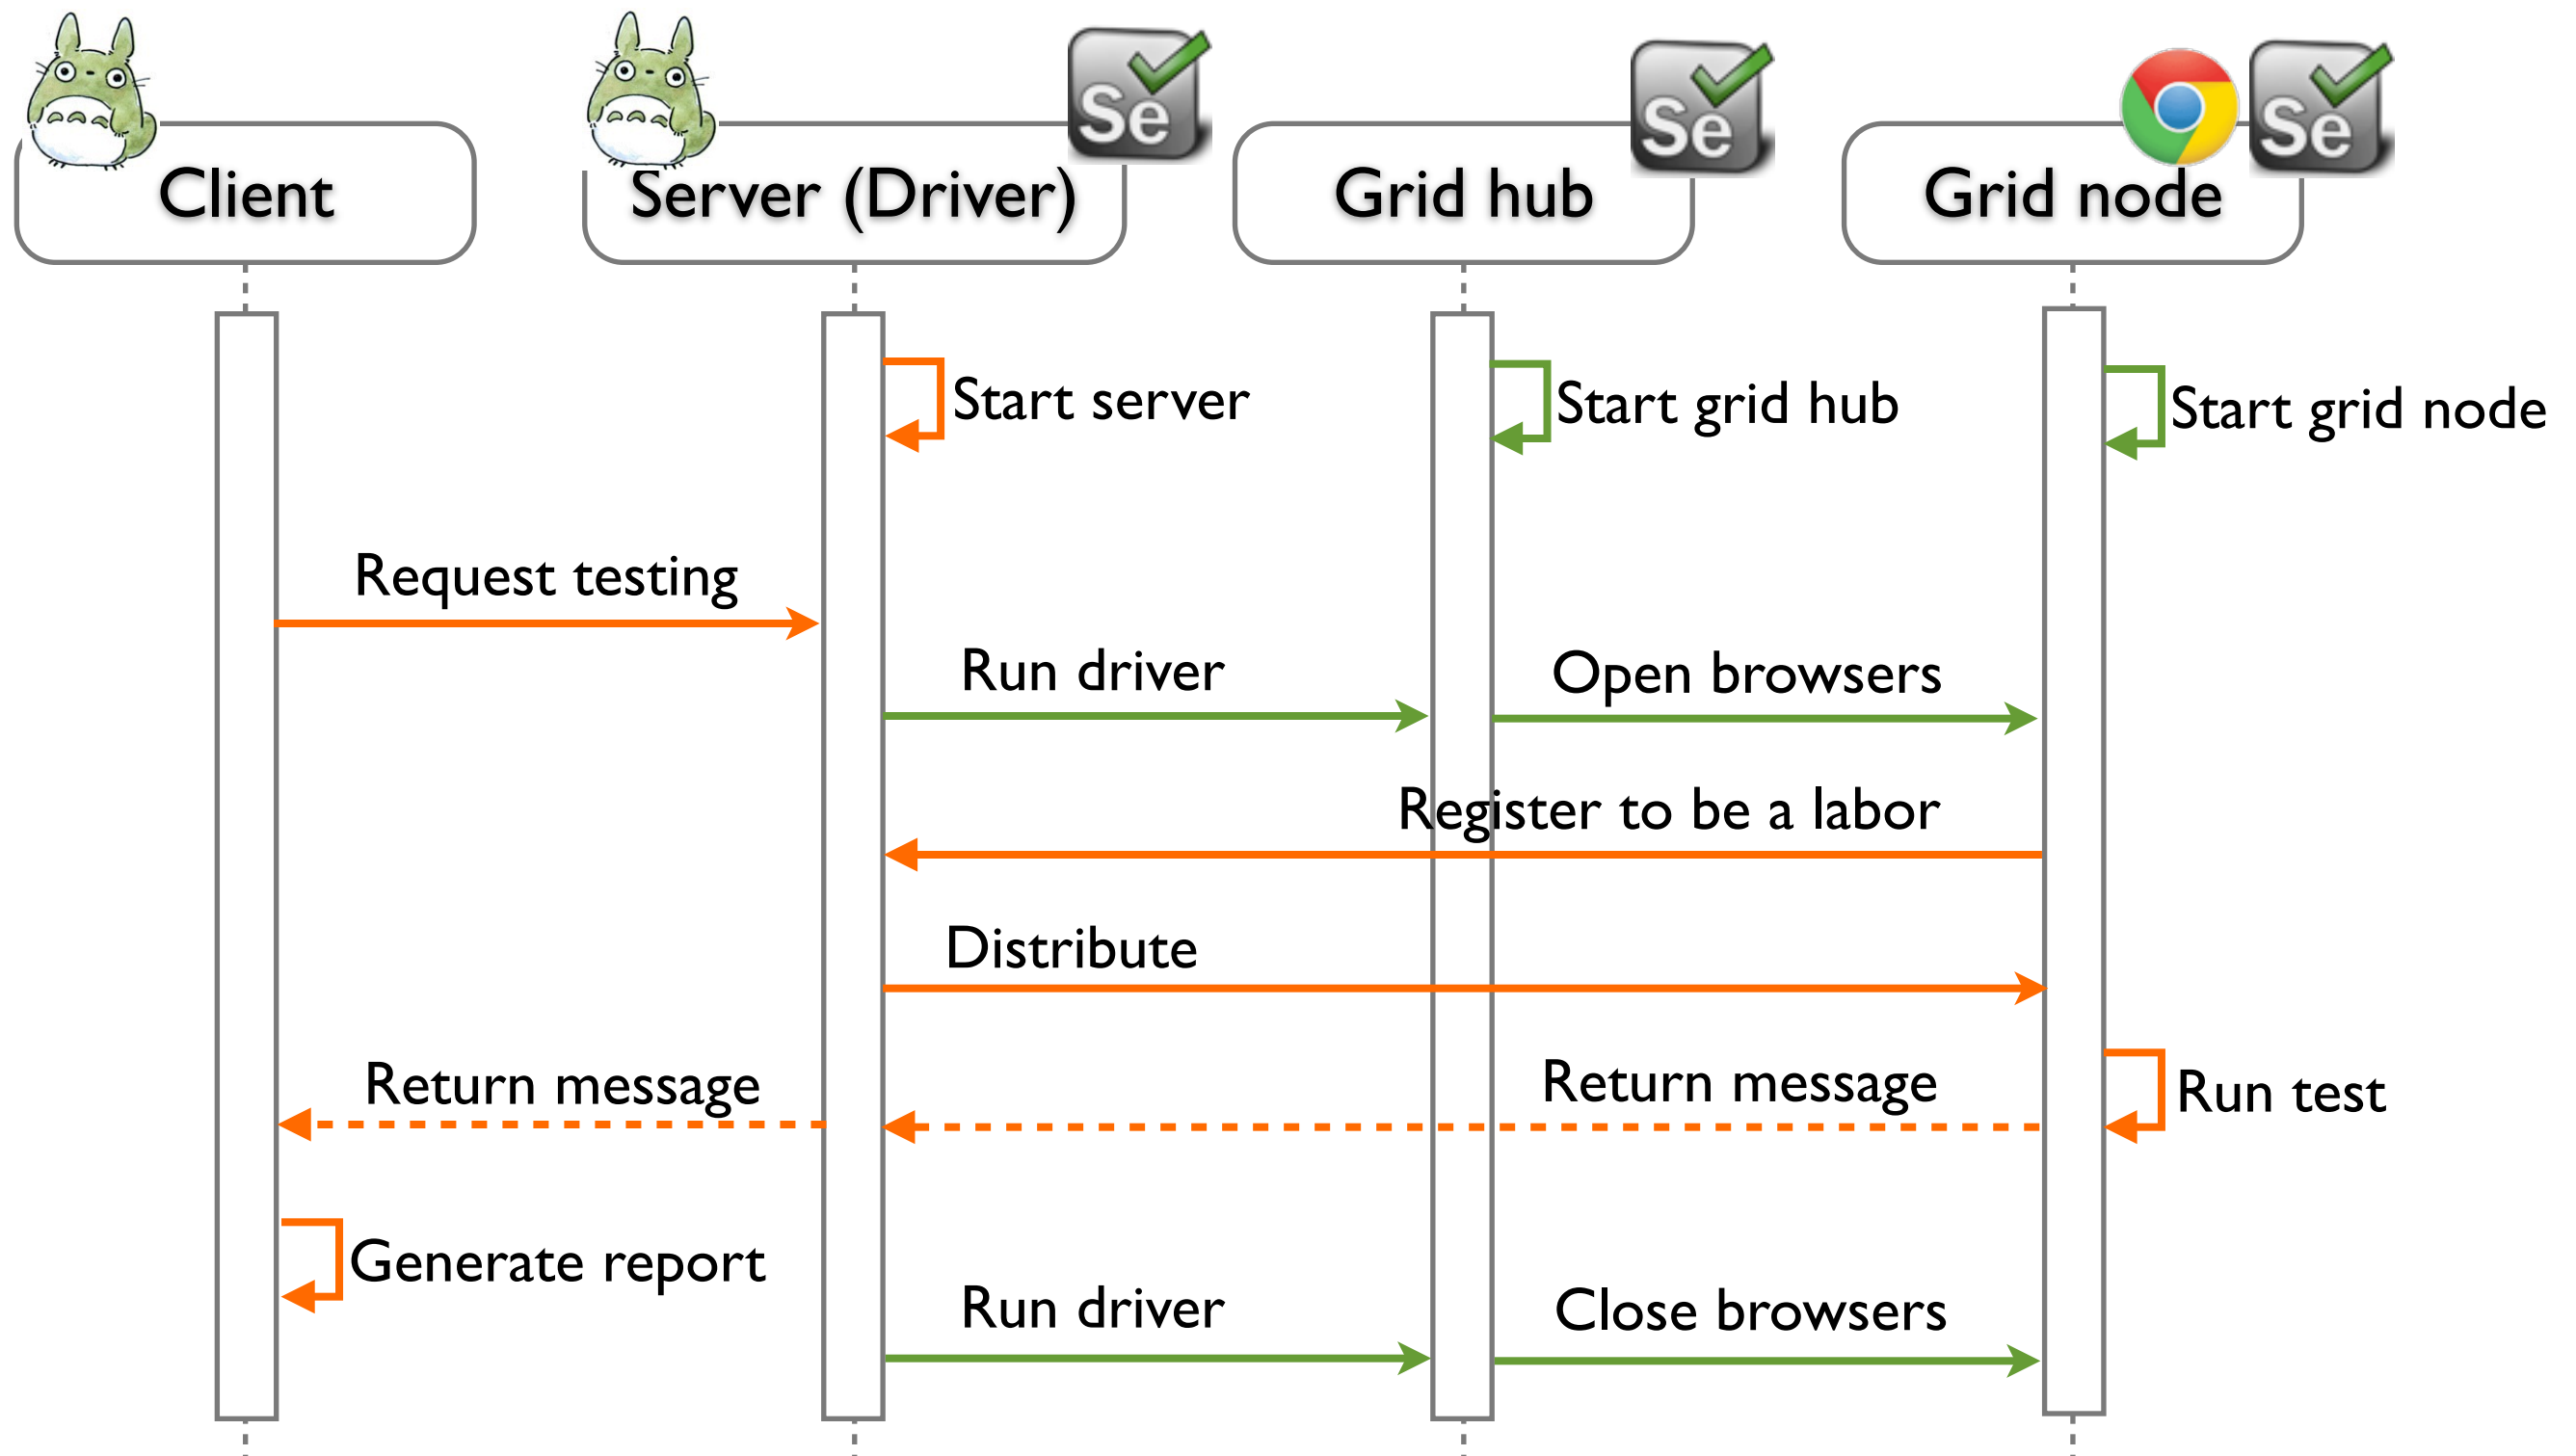 Se
Se
Se
Client
Server (Driver)
Grid hub
Grid node
Start server
Start grid hub
Start grid node
Request testing
Run driver
Open browsers
Register to be a labor
Distribute
Return message
Return message
Run test
Generate report
Run driver
Close browsers